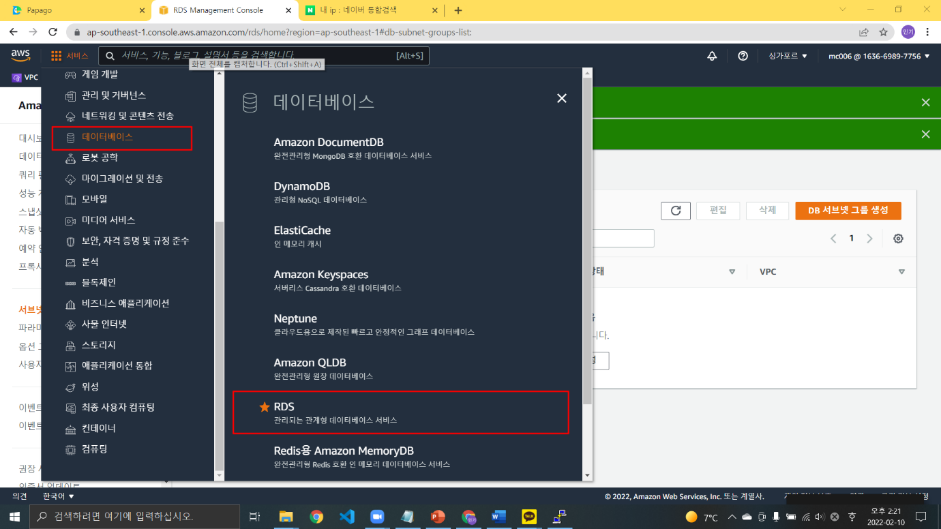 Papago
RDS Management Console
내 ip : 네이버 통합검색
ap-southeast-1.console.aws.amazon.com/rds/home?region=ap-southeast-1#db-subnet-groups-list:
aws
서비스
서비스, 기능, 블로그, 설명서 등을 검색합니다.
[Alt+S]
싱가포르
mc006 @ 1636-6989-7756
화면 전체를 캡처합니다. (Ctrl+Shift+A)
VPC
Ama
대시보
데이터
쿼리 편
성능 개
스냅샷
자동 백
예약 인
프록시
서브넷
파라미
옵션 그
사용자
이벤트
이벤트
권장 사
인증서 업데이트
게임 개발
관리 및 거버넌스
네트워킹 및 콘텐츠 전송
데이터베이스
로봇 공학
마이그레이션 및 전송
모바일
미디어 서비스
보안, 자격 증명 및 규정 준수
분석
블록체인
비즈니스 애플리케이션
사물 인터넷
스토리지
애플리케이션 통합
위성
최종 사용자 컴퓨팅
컨테이너
컴퓨팅
데이터베이스
Amazon DocumentDB
완전관리형 MongoDB 호환 데이터베이스 서비스
DynamoDB
관리형 NoSQL 데이터베이스
ElastiCache
인 메모리 캐시
Amazon Keyspaces
서버리스 Cassandra 호환 데이터베이스
Neptune
클라우드용으로 제작된 빠르고 안정적인 그래프 데이터베이스
Amazon QLDB
완전관리형 원장 데이터베이스
RDS
관리되는 관계형 데이터베이스 서비스
Redis용 Amazon MemoryDB
완전관리형 Redis 호환 인 메모리 데이터베이스 서비스
편집
삭제
DB 서브넷 그룹 생성
1
상태
VPC
니다.
의견
한국어
© 2022, Amazon Web Services, Inc. 또는 계열사.
검색하려면 여기에 입력하십시오.
7°C
오후 2:21
2022-02-10